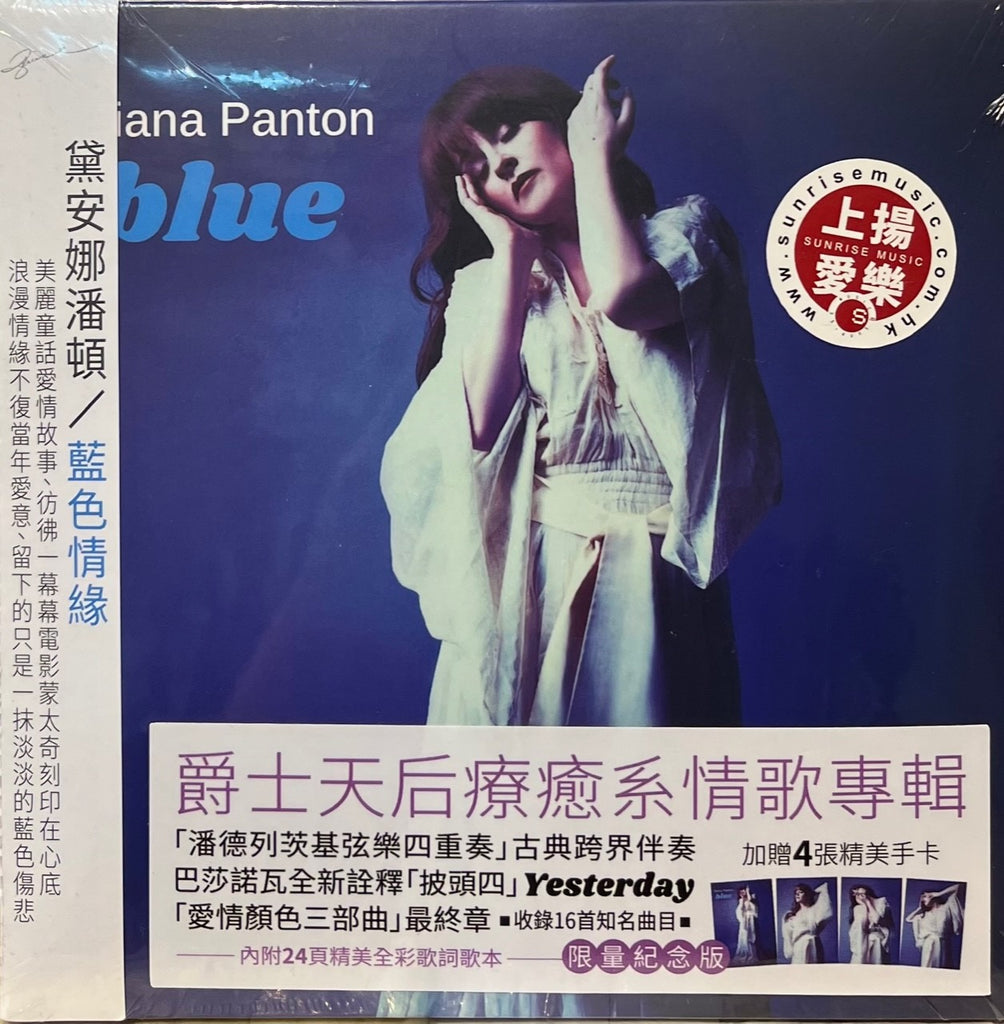 黛安娜潘頓／藍色情緣
美麗童話愛情故事、彷彿一幕幕電影蒙太奇刻印在心底
浪漫情緣不復當年愛意、留下的只是一抹淡淡的藍色傷悲
iana Panton
blue
www.sunrisemusic.com.hk
上揚
SUNRISE MUSIC
愛樂
S
爵士天后療癒系情歌專輯
「潘德列茨基弦樂四重奏」古典跨界伴奏
巴莎諾瓦全新詮釋「披頭四」Yesterday
「愛情顏色三部曲」最終章 ■收錄16首知名曲目■
內附24頁精美全彩歌詞歌本
限量紀念版
加贈4張精美手卡
blue